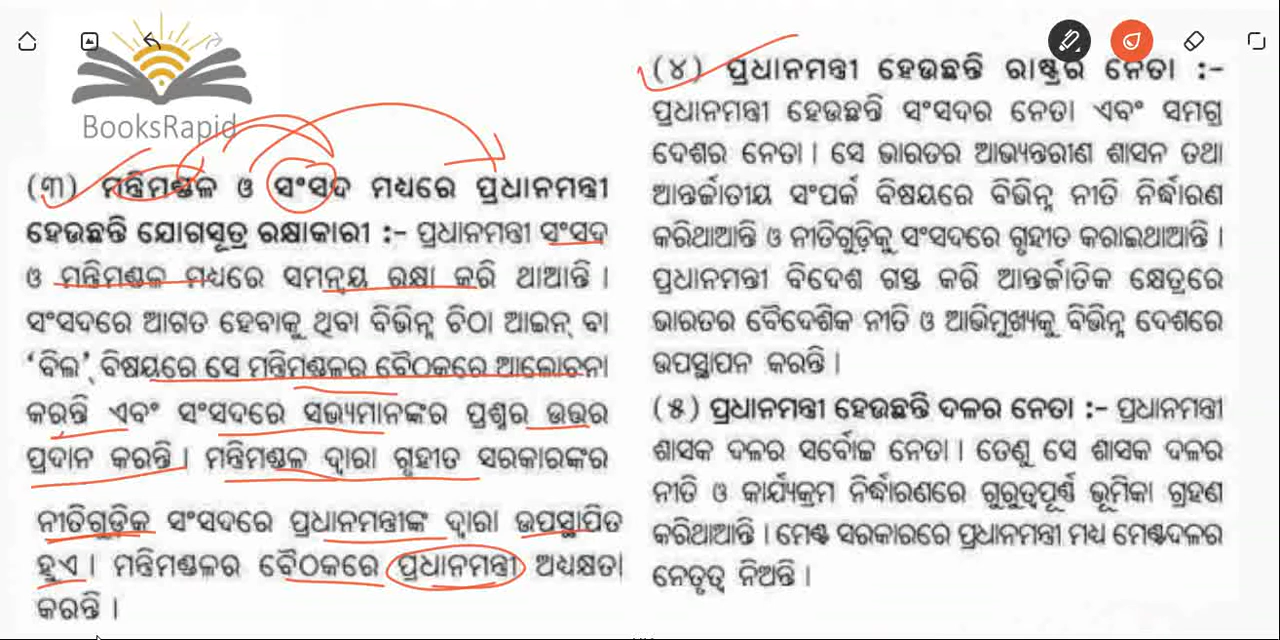 BooksRapid
(୩) ମନ୍ତ୍ରିମଣ୍ଡଳ ଓ ସଂସଦ ମଧ୍ୟରେ ପ୍ରଧାନମନ୍ତ୍ରୀ
ହେଉଛନ୍ତି ଯୋଗସୂତ୍ର ରକ୍ଷାକାରୀ :- ପ୍ରଧାନମନ୍ତ୍ରୀ ସଂସଦ
ଓ ମନ୍ତ୍ରିମଣ୍ଡଳ ମଧ୍ୟରେ ସମନ୍ୱୟ ରକ୍ଷା କରି ଥାଆନ୍ତି ।
ସଂସଦରେ ଆଗତ ହେବାକୁ ଥିବା ବିଭିନ୍ନ ଚିଠା ଆଇନ୍ ବା
‘ବିଲ’ ବିଷୟରେ ସେ ମନ୍ତ୍ରିମଣ୍ଡଳର ବୈଠକରେ ଆଲୋଚନା
କରନ୍ତି ଏବଂ ସଂସଦରେ ସଭ୍ୟମାନଙ୍କର ପ୍ରଶ୍ନର ଉତ୍ତର
ପ୍ରଦାନ କରନ୍ତି । ମନ୍ତ୍ରିମଣ୍ଡଳ ଦ୍ୱାରା ଗୃହୀତ ସରକାରଙ୍କର
ନୀତିଗୁଡ଼ିକ ସଂସଦରେ ପ୍ରଧାନମନ୍ତ୍ରୀଙ୍କ ଦ୍ୱାରା ଉପସ୍ଥାପିତ
ହୁଏ । ମନ୍ତ୍ରିମଣ୍ଡଳର ବୈଠକରେ ପ୍ରଧାନମନ୍ତ୍ରୀ ଅଧ୍ୟକ୍ଷତା
କରନ୍ତି ।
(୪) ପ୍ରଧାନମନ୍ତ୍ରୀ ହେଉଛନ୍ତି ରାଷ୍ଟ୍ରର ନେତା :-
ପ୍ରଧାନମନ୍ତ୍ରୀ ହେଉଛନ୍ତି ସଂସଦର ନେତା ଏବଂ ସମଗ୍ର
ଦେଶର ନେତା । ସେ ଭାରତର ଆଭ୍ୟନ୍ତରୀଣ ଶାସନ ତଥା
ଆନ୍ତର୍ଜାତୀୟ ସଂପର୍କ ବିଷୟରେ ବିଭିନ୍ନ ନୀତି ନିର୍ଦ୍ଧାରଣ
କରିଥାଆନ୍ତି ଓ ନୀତିଗୁଡ଼ିକୁ ସଂସଦରେ ଗୃହୀତ କରାଇଥାଆନ୍ତି ।
ପ୍ରଧାନମନ୍ତ୍ରୀ ବିଦେଶ ଗସ୍ତ କରି ଆନ୍ତର୍ଜାତିକ କ୍ଷେତ୍ରରେ
ଭାରତର ବୈଦେଶିକ ନୀତି ଓ ଆଭିମୁଖ୍ୟକୁ ବିଭିନ୍ନ ଦେଶରେ
ଉପସ୍ଥାପନ କରନ୍ତି ।
(୫) ପ୍ରଧାନମନ୍ତ୍ରୀ ହେଉଛନ୍ତି ଦଳର ନେତା :- ପ୍ରଧାନମନ୍ତ୍ରୀ
ଶାସକ ଦଳର ସର୍ବୋଚ୍ଚ ନେତା । ତେଣୁ ସେ ଶାସକ ଦଳର
ନୀତି ଓ କାର୍ଯ୍ୟକ୍ରମ ନିର୍ଦ୍ଧାରଣରେ ଗୁରୁତ୍ୱପୂର୍ଣ୍ଣ ଭୂମିକା ଗ୍ରହଣ
କରିଥାଆନ୍ତି । ମେଣ୍ଟ ସରକାରରେ ପ୍ରଧାନମନ୍ତ୍ରୀ ମଧ୍ୟ ମେଣ୍ଟଦଳର
ନେତୃତ୍ୱ ନିଅନ୍ତି ।